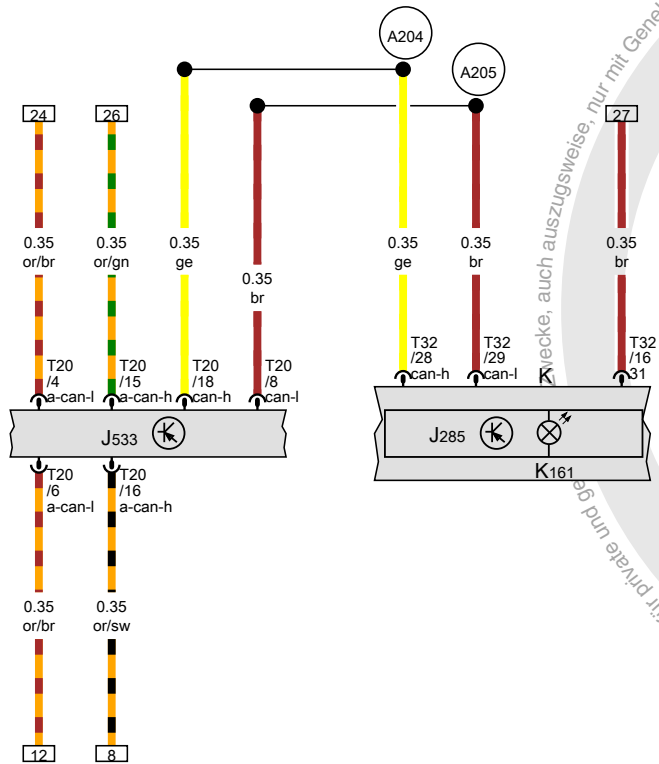 A204
A205
24
26
27
0.35
or/br
0.35
or/gn
0.35
ge
0.35
br
0.35
ge
0.35
br
0.35
br
T20
/4
a-can-l
T20
/15
a-can-h
T20
/18
can-h
T20
/8
can-l
T32
/28
can-h
T32
/29
can-l
K
T32
/16
31
J533
J285
K161
T20
/6
a-can-l
T20
/16
a-can-h
0.35
or/br
0.35
or/sw
12
8
für private und ge
zwecke, auch auszugsweise, nur mit Geneh